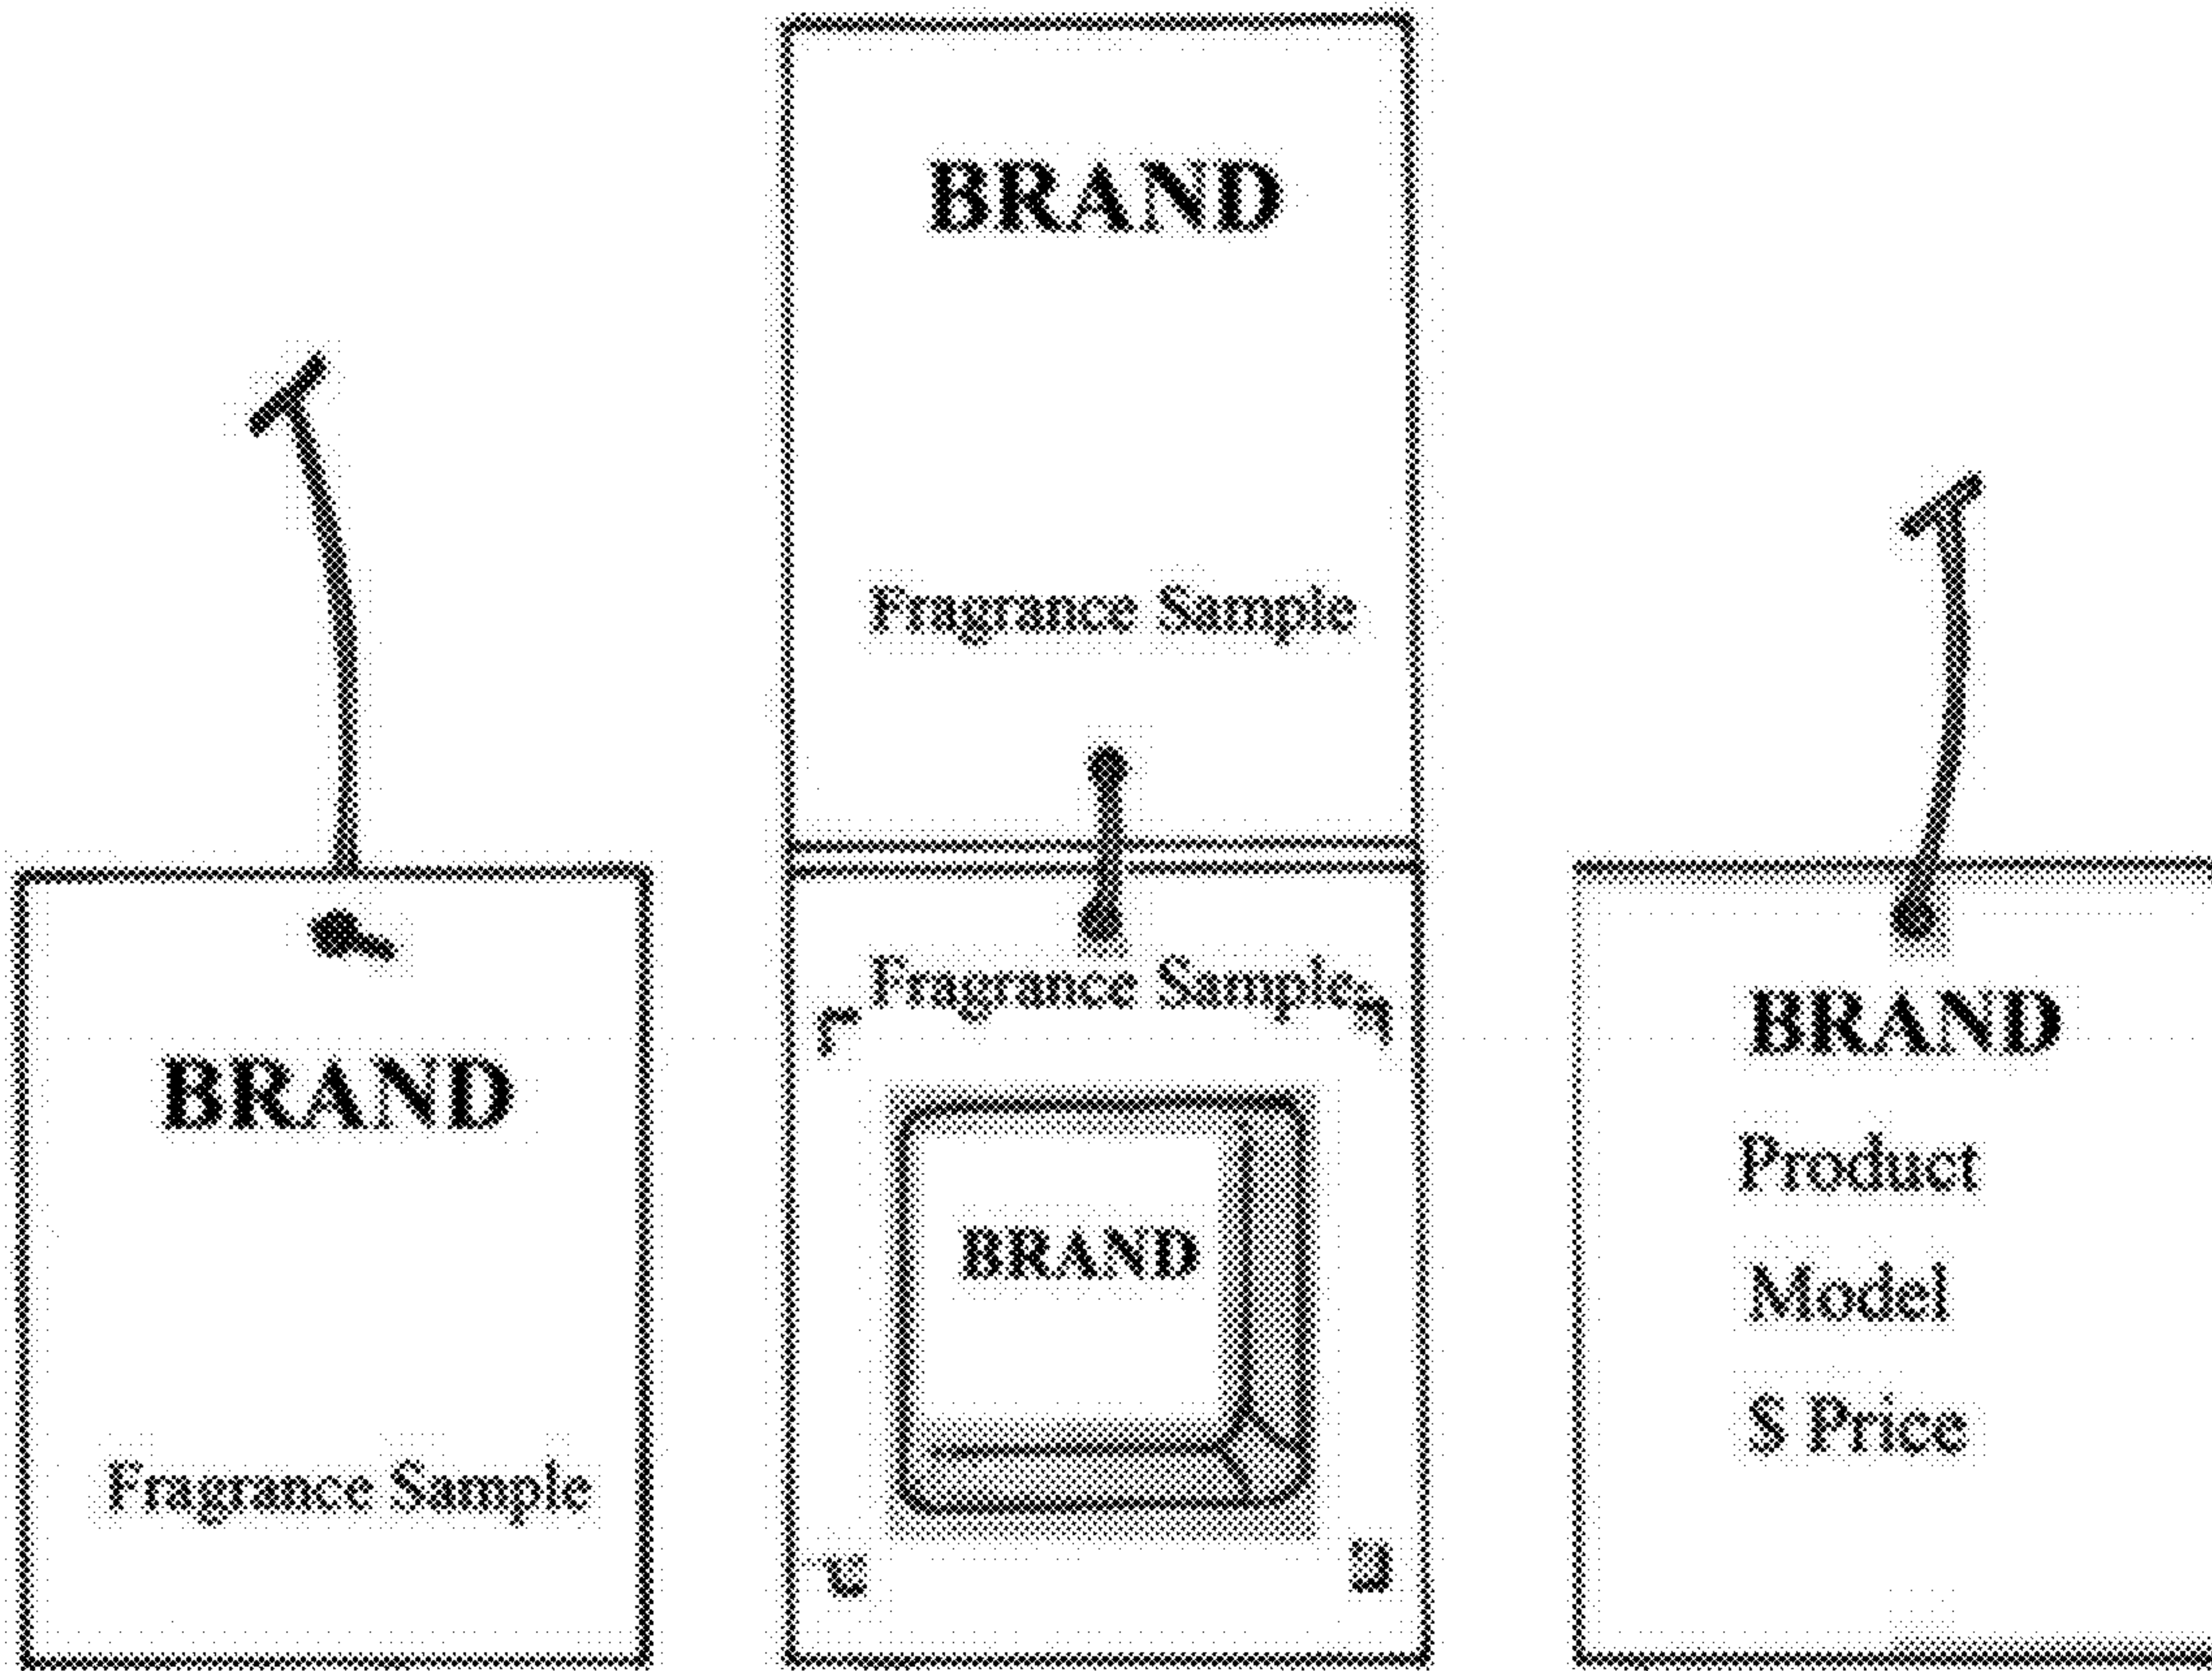 BRAND
Fragrance Sample
BRAND
Fragrance Sample
Fragrance Sample
BRAND
BRAND
Product
Model
$ Price